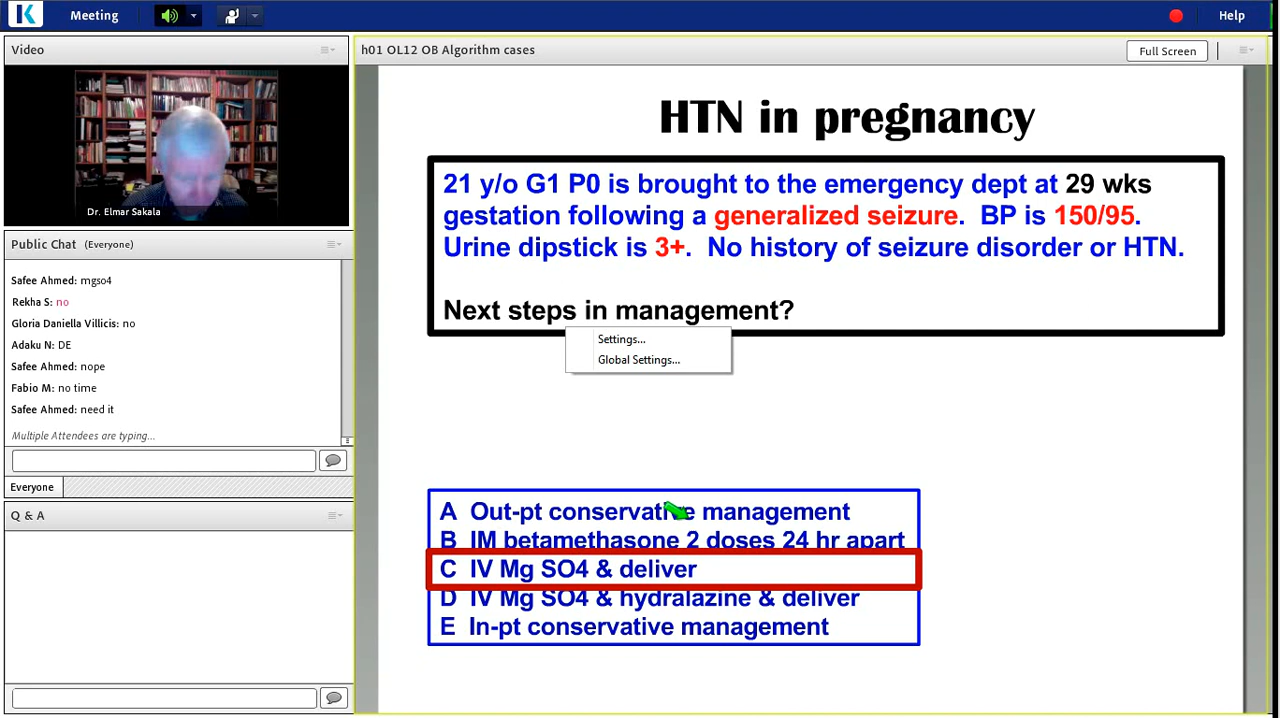 K
Meeting
Help
Video
Dr. Elmar Sakala
Public Chat (Everyone)
Safee Ahmed: mgso4
Rekha S: no
Gloria Daniella Villicis: no
Adaku N: DE
Safee Ahmed: nope
Fabio M: no time
Safee Ahmed: need it
Multiple Attendees are typing...
Everyone
Q & A
h01 OL12 OB Algorithm cases
Full Screen
HTN in pregnancy
21 y/o G1 P0 is brought to the emergency dept at 29 wks
gestation following a generalized seizure. BP is 150/95.
Urine dipstick is 3+. No history of seizure disorder or HTN.
Next steps in management?
Settings...
Global Settings...
A Out-pt conservative management
B IM betamethasone 2 doses 24 hr apart
C IV Mg SO4 & deliver
D IV Mg SO4 & hydralazine & deliver
E In-pt conservative management